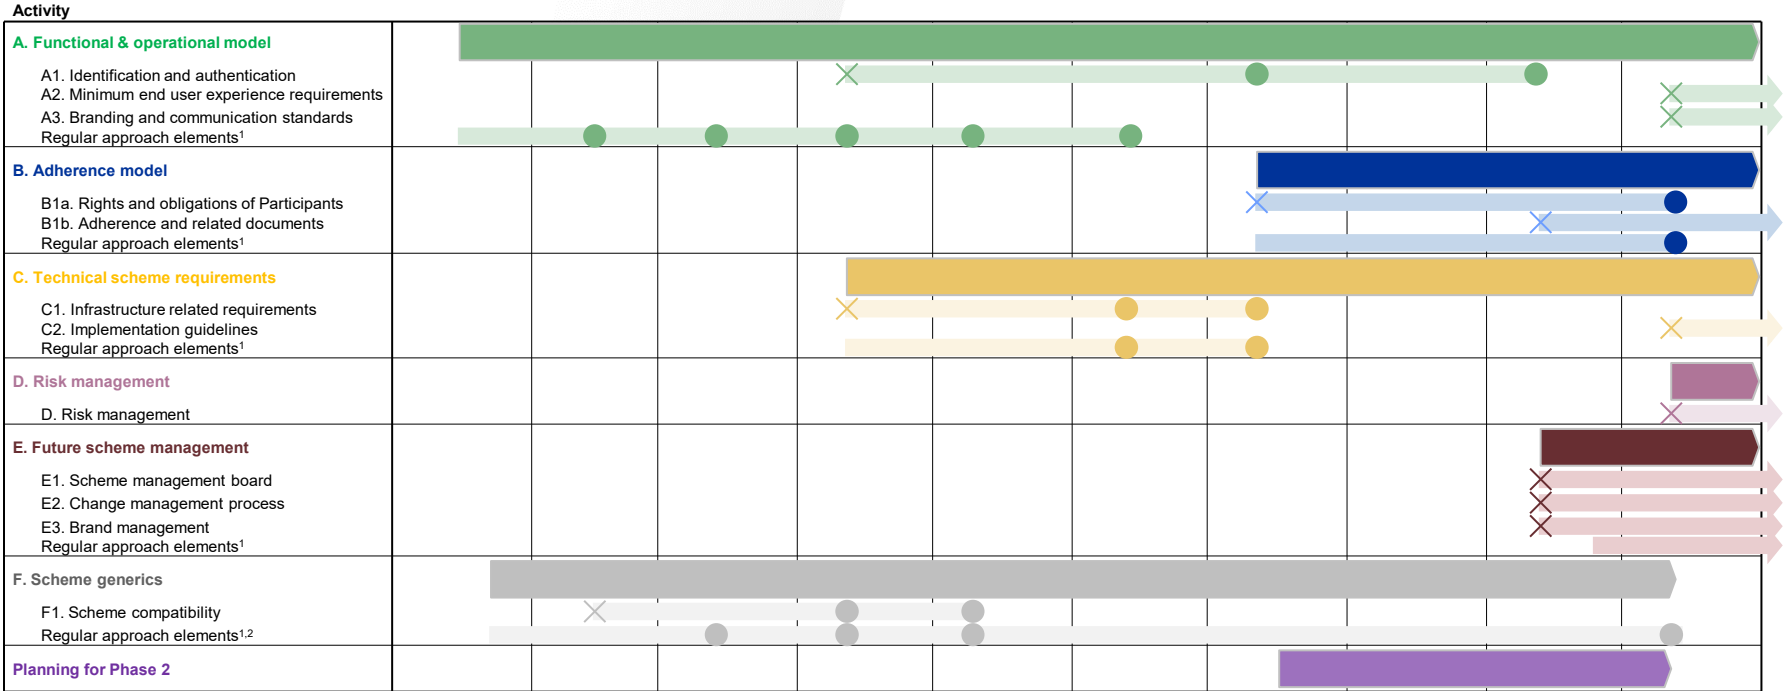 Activity
A. Functional & operational model
A1. Identification and authentication
A2. Minimum end user experience requirements
A3. Branding and communication standards
Regular approach elements¹
B. Adherence model
B1a. Rights and obligations of Participants
B1b. Adherence and related documents
Regular approach elements¹
C. Technical scheme requirements
C1. Infrastructure related requirements
C2. Implementation guidelines
Regular approach elements¹
D. Risk management
D. Risk management
E. Future scheme management
E1. Scheme management board
E2. Change management process
E3. Brand management
Regular approach elements¹
F. Scheme generics
F1. Scheme compatibility
Regular approach elements¹,²
Planning for Phase 2